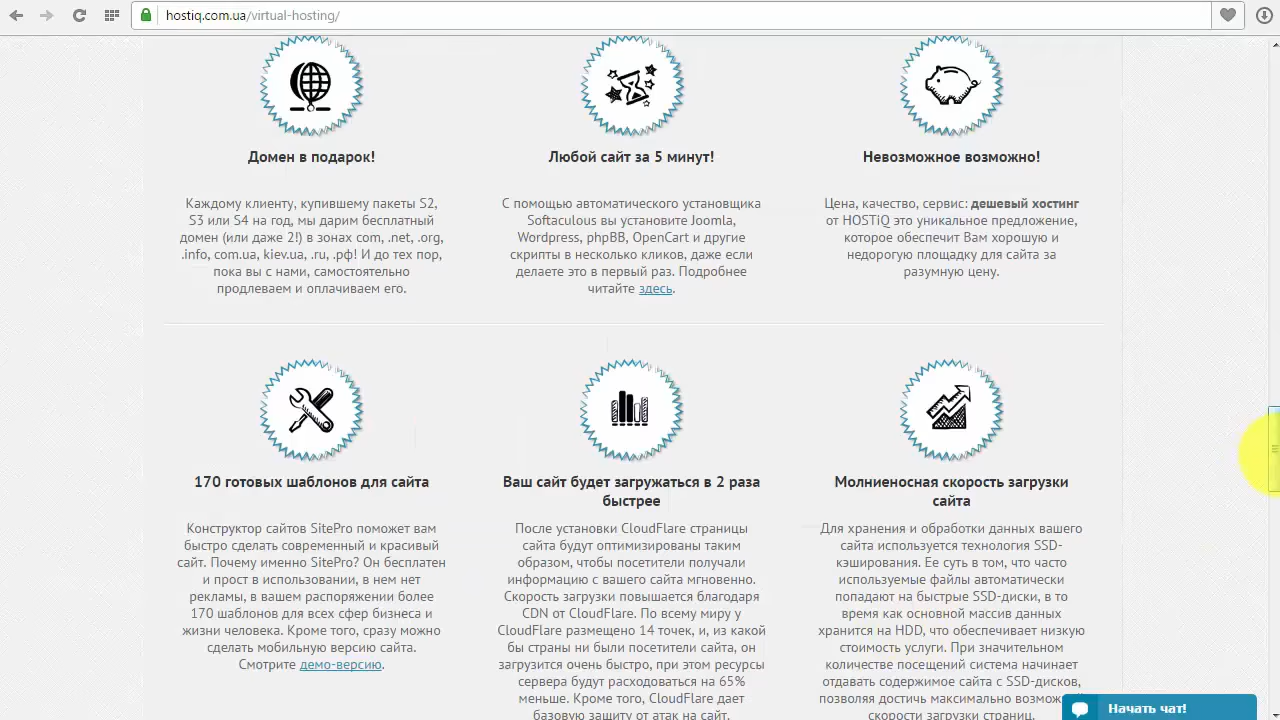 hostiq.com.ua/virtual-hosting/
Домен в подарок!
Каждому клиенту, купившему пакеты S2,
S3 или S4 на год, мы дарим бесплатный
домен (или даже 2!) в зонах com, .net, .org,
.info, com.ua, kiev.ua, .ru, .рф! И до тех пор,
пока вы с нами, самостоятельно
продлеваем и оплачиваем его.
Любой сайт за 5 минут!
С помощью автоматического установщика
Softaculous вы установите Joomla,
Wordpress, phpBB, OpenCart и другие
скрипты в несколько кликов, даже если
делаете это в первый раз. Подробнее
читайте здесь.
Невозможное возможно!
Цена, качество, сервис: дешевый хостинг
от HOSTiQ это уникальное предложение,
которое обеспечит Вам хорошую и
недорогую площадку для сайта за
разумную цену.
170 готовых шаблонов для сайта
Конструктор сайтов SitePro поможет вам
быстро сделать современный и красивый
сайт. Почему именно SitePro? Он бесплатен
и прост в использовании, в нем нет
рекламы, в вашем распоряжении более
170 шаблонов для всех сфер бизнеса и
жизни человека. Кроме того, сразу можно
сделать мобильную версию сайта.
Смотрите демо-версию.
Ваш сайт будет загружаться в 2 раза
быстрее
После установки CloudFlare страницы
сайта будут оптимизированы таким
образом, чтобы посетители получали
информацию с вашего сайта мгновенно.
Скорость загрузки повышается благодаря
CDN от CloudFlare. По всему миру у
CloudFlare размещено 14 точек, и, из какой
бы страны ни были посетители сайта, он
загрузится очень быстро, при этом ресурсы
сервера будут расходоваться на 65%
меньше. Кроме того, CloudFlare дает
базовую защиту от атак на сайт.
Молниеносная скорость загрузки
сайта
Для хранения и обработки данных вашего
сайта используется технология SSD-
кэширования. Ее суть в том, что часто
используемые файлы автоматически
попадают на быстрые SSD-диски, в то
время как основной массив данных
хранится на HDD, что обеспечивает низкую
стоимость услуги. При значительном
количестве посещений система начинает
отдавать содержимое сайта с SSD-дисков,
позволяя достичь максимально
скорости загрузки страниц.
Начать чат!